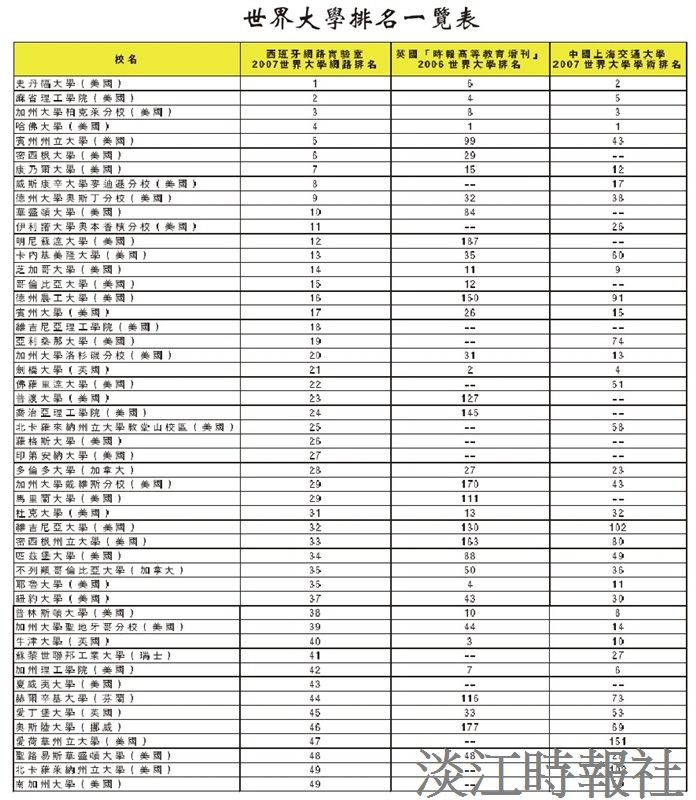 世界大學排名一覽表
校名 西班牙網路實驗室 2007世界大學網路排名 英國「時報高等教育增刊」 2006世界大學排名 中國上海交通大學 2007世界大學學術排名
史丹福大學(美國) 1 6 2
麻省理工學院(美國) 2 4 5
加州大學柏克萊分校(美國) 3 8 3
哈佛大學(美國) 4 1 1
賓州州立大學(美國) 5 99 43
密西根大學(美國) 6 29 --
康乃爾大學(美國) 7 15 12
威斯康辛大學麥迪遜分校(美國) 8 -- 17
德州大學奧斯丁分校(美國) 9 32 38
華盛頓大學(美國) 10 84 --
伊利諾大學奧本香檳分校(美國) 11 -- 26
明尼蘇達大學(美國) 12 187 --
卡內基美隆大學(美國) 13 35 60
芝加哥大學(美國) 14 11 9
哥倫比亞大學(美國) 15 12 --
德州農工大學(美國) 16 150 91
賓州大學(美國) 17 26 15
維吉尼亞理工學院(美國) 18 -- --
亞利桑那大學(美國) 19 -- 74
加州大學洛杉磯分校(美國) 20 31 13
劍橋大學(英國) 21 2 4
佛羅里達大學(美國) 22 -- 51
普渡大學(美國) 23 127 --
喬治亞理工學院(美國) 24 145 --
北卡羅來納州立大學教堂山校區(美國) 25 -- 58
羅格斯大學(美國) 26 -- --
印第安納大學(美國) 27 -- --
多倫多大學(加拿大) 28 27 23
加州大學戴維斯分校(美國) 29 170 43
馬里蘭大學(美國) 29 111 --
杜克大學(美國) 31 13 32
維吉尼亞大學(美國) 32 130 102
密西根州立大學(美國) 33 163 80
匹茲堡大學(美國) 34 88 49
不列顛哥倫比亞大學(加拿大) 35 50 36
耶魯大學(美國) 35 4 11
紐約大學(美國) 37 43 30
普林斯頓大學(美國) 38 10 8
加州大學聖地牙哥分校(美國) 39 44 14
牛津大學(英國) 40 3 10
蘇黎世聯邦工業大學(瑞士) 41 -- 27
加州理工學院(美國) 42 7 6
夏威夷大學(美國) 43 -- --
赫爾辛基大學(芬蘭) 44 116 73
愛丁堡大學(英國) 45 33 53
奧斯陸大學(挪威) 46 177 69
愛荷華州立大學(美國) 47 -- 151
聖路易斯華盛頓大學(美國) 48 48
北卡羅萊納州立大學(美國) 49 --
南加州大學(美國) 49
淡江時報社